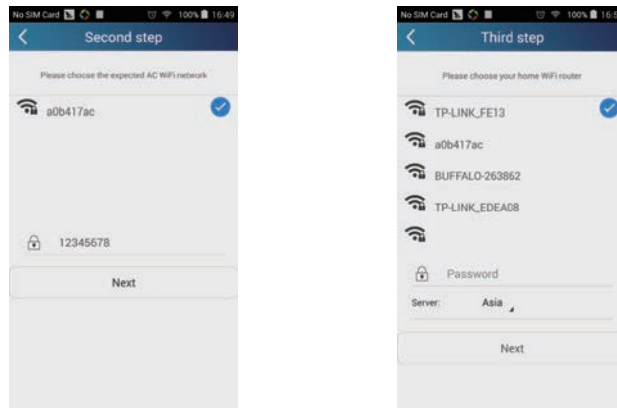 No SIM Card 100% 16:49
Second step
Please choose the expected AC WiFi network
a0b417ac
12345678
Next
No SIM Card 100% 16:5
Third step
Please choose your home WiFi router
TP-LINK_FE13
a0b417ac
BUFFALO-263862
TP-LINK_EDEA08
Password
Server: Asia
Next